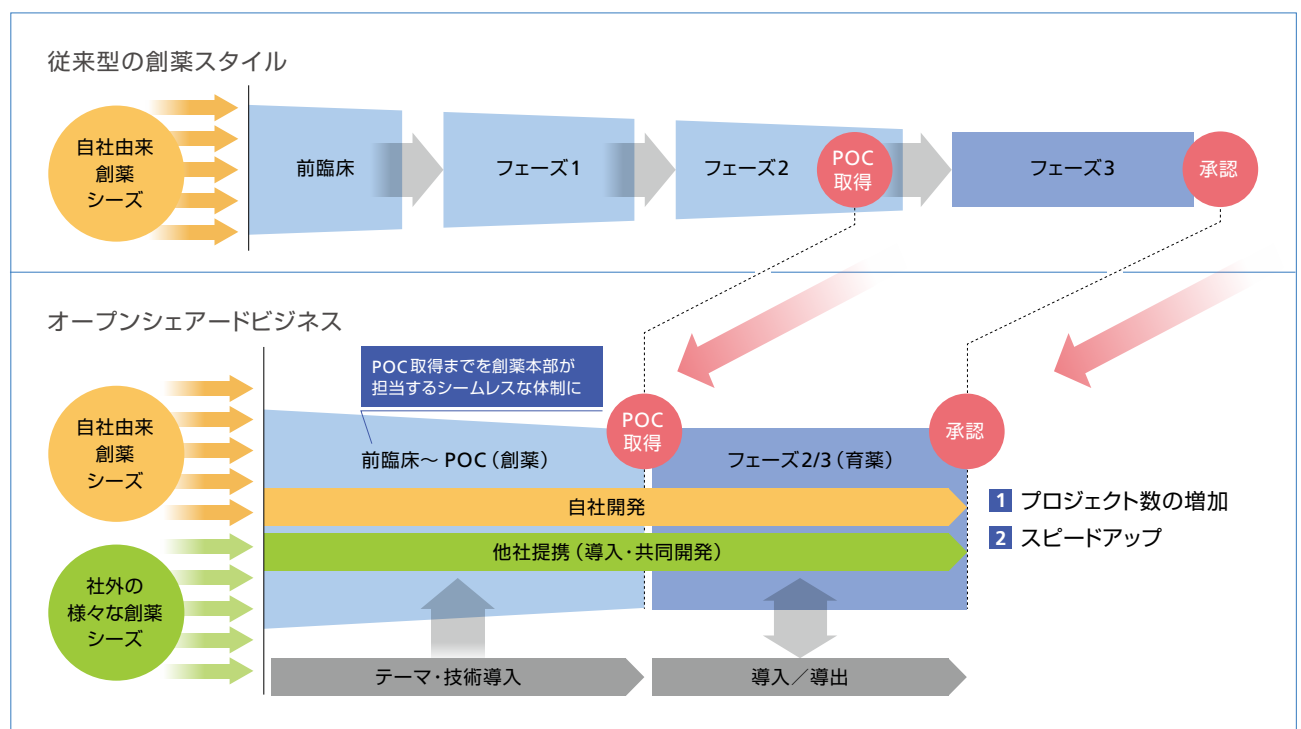 従来型の創薬スタイル
自社由来
創薬
シーズ
前臨床
フェーズ1
フェーズ2
POC
取得
フェーズ3
承認
オープンシェアードビジネス
POC取得までを創薬本部が
担当するシームレスな体制に
自社由来
創薬
シーズ
前臨床～POC（創薬）
POC
取得
フェーズ2/3（育薬）
承認
自社開発
他社提携（導入・共同開発）
1 プロジェクト数の増加
2 スピードアップ
社外の
様々な創薬
シーズ
テーマ・技術導入
導入／導出